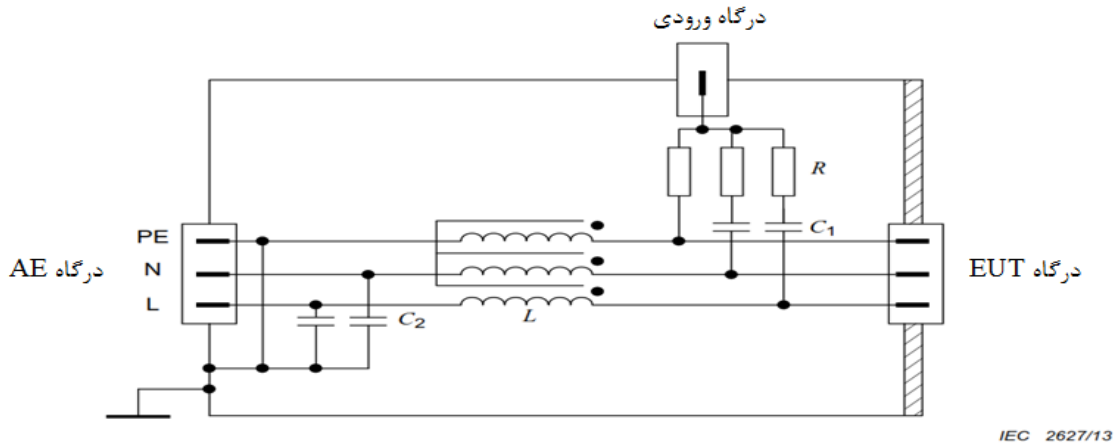 درگاه ورودی
R
C1
PE
N
L
درگاه AE
درگاه EUT
C2
L
IEC 2627/13